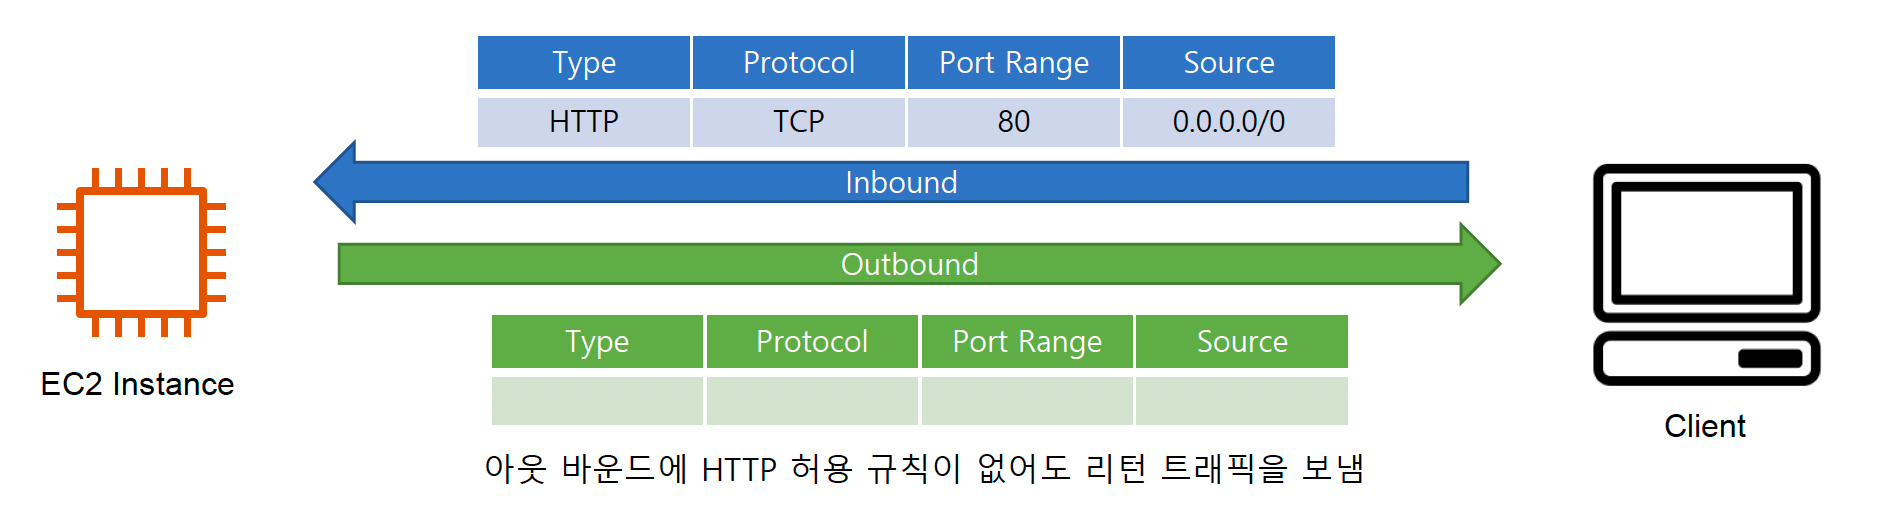 Type Protocol Port Range Source
HTTP TCP 80 0.0.0.0/0
Inbound
Outbound
Type Protocol Port Range Source
EC2 Instance
Client
아웃 바운드에 HTTP 허용 규칙이 없어도 리턴 트래픽을 보냄